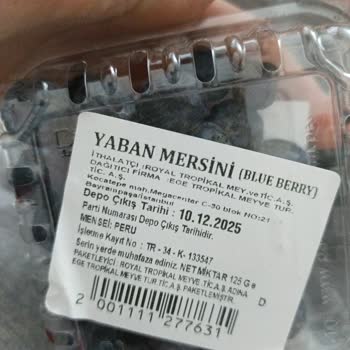 YABAN MERSİNİ (BLUE BERRY)
İTHALATÇI :ROYAL TROPİKAL MEY.ve TİC.A.Ş.
DAĞITICI FİRMA :EGE TROPİKAL MEYVE TUR.
TİC. A.Ş.
Kocatepe mah.Megacenter C-30 blok NO:21
Bayrampaşa/istanbul
Depo Çıkış Tarihi : 10.12.2025
Parti Numarası Depo Çıkış Tarihidir.
MENŞEİ: PERU
İşletme Kayıt No : TR - 34 - K- 133547
Serin yerde muhafaza ediniz. NET MİKTAR 125 G e
PAKETLEYİCİ :ROYAL TROPİKAL MEYVE TİC.A.Ş. ADINA
EGE TROPİKAL MEYVE TUR TİC.A.Ş PAKETLEMİŞTİR.
D
2 001111 277631